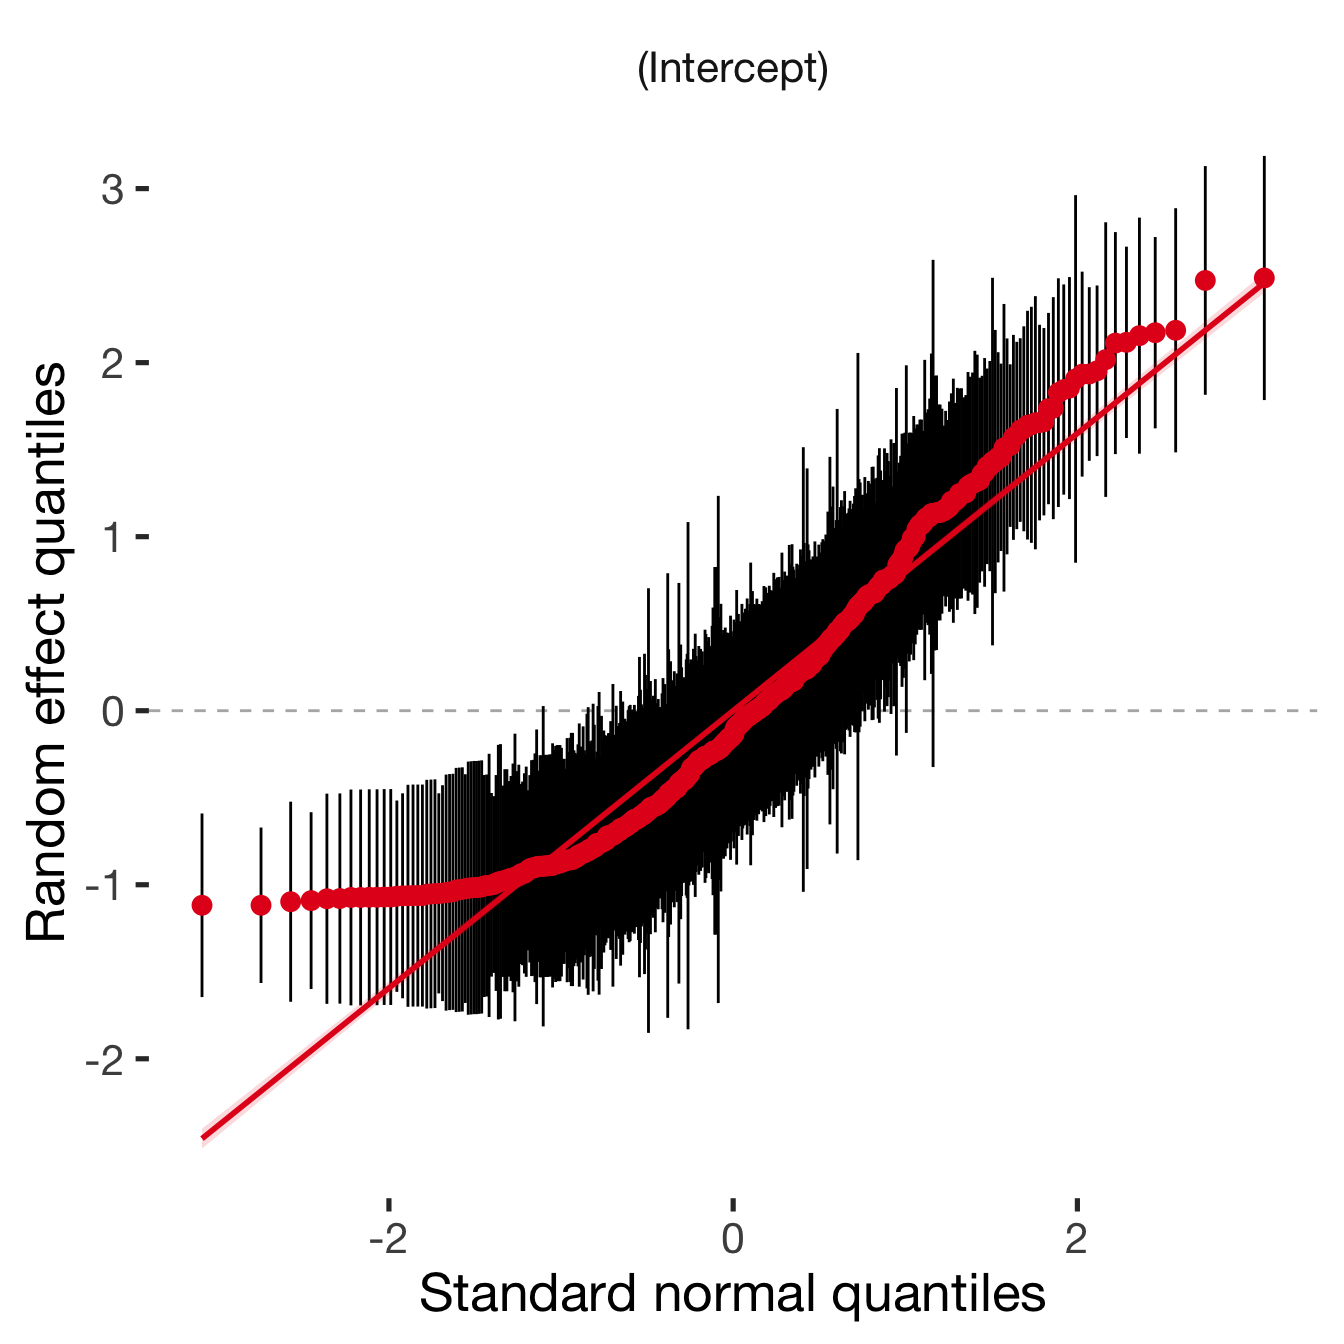 (Intercept)
3
2
1
0
-1
-2
Random effect quantiles
-2 0 2
Standard normal quantiles